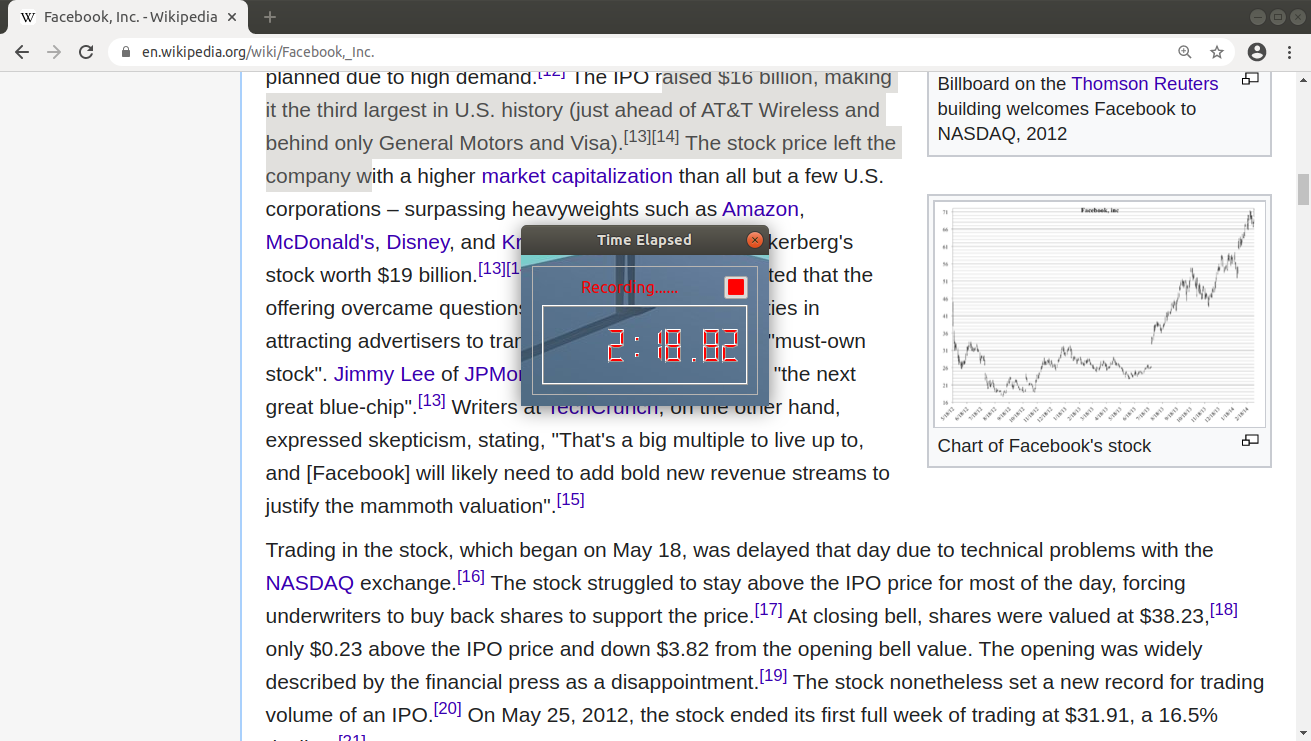 Facebook, Inc. - Wikipedia
en.wikipedia.org/wiki/Facebook,_Inc.
planned due to high demand.[12] The IPO raised $16 billion, making
it the third largest in U.S. history (just ahead of AT&T Wireless and
behind only General Motors and Visa).[13][14] The stock price left the
company with a higher market capitalization than all but a few U.S.
corporations – surpassing heavyweights such as Amazon,
McDonald's, Disney, and
stock worth $19 billion.[13] that the
offering overcame questions in
attracting advertisers to "must-own
stock". Jimmy Lee of "the next
great blue-chip".[13] Writers at TechCrunch, on the other hand,
expressed skepticism, stating, "That's a big multiple to live up to,
and [Facebook] will likely need to add bold new revenue streams to
justify the mammoth valuation".[15]
Time Elapsed
Recording......
2:18.82
Billboard on the Thomson Reuters
building welcomes Facebook to
NASDAQ, 2012
Facebook, inc
71
66
61
56
51
46
41
36
31
26
21
16
Chart of Facebook's stock
Trading in the stock, which began on May 18, was delayed that day due to technical problems with the
NASDAQ exchange.[16] The stock struggled to stay above the IPO price for most of the day, forcing
underwriters to buy back shares to support the price.[17] At closing bell, shares were valued at $38.23,[18]
only $0.23 above the IPO price and down $3.82 from the opening bell value. The opening was widely
described by the financial press as a disappointment.[19] The stock nonetheless set a new record for trading
volume of an IPO.[20] On May 25, 2012, the stock ended its first full week of trading at $31.91, a 16.5%
[21]